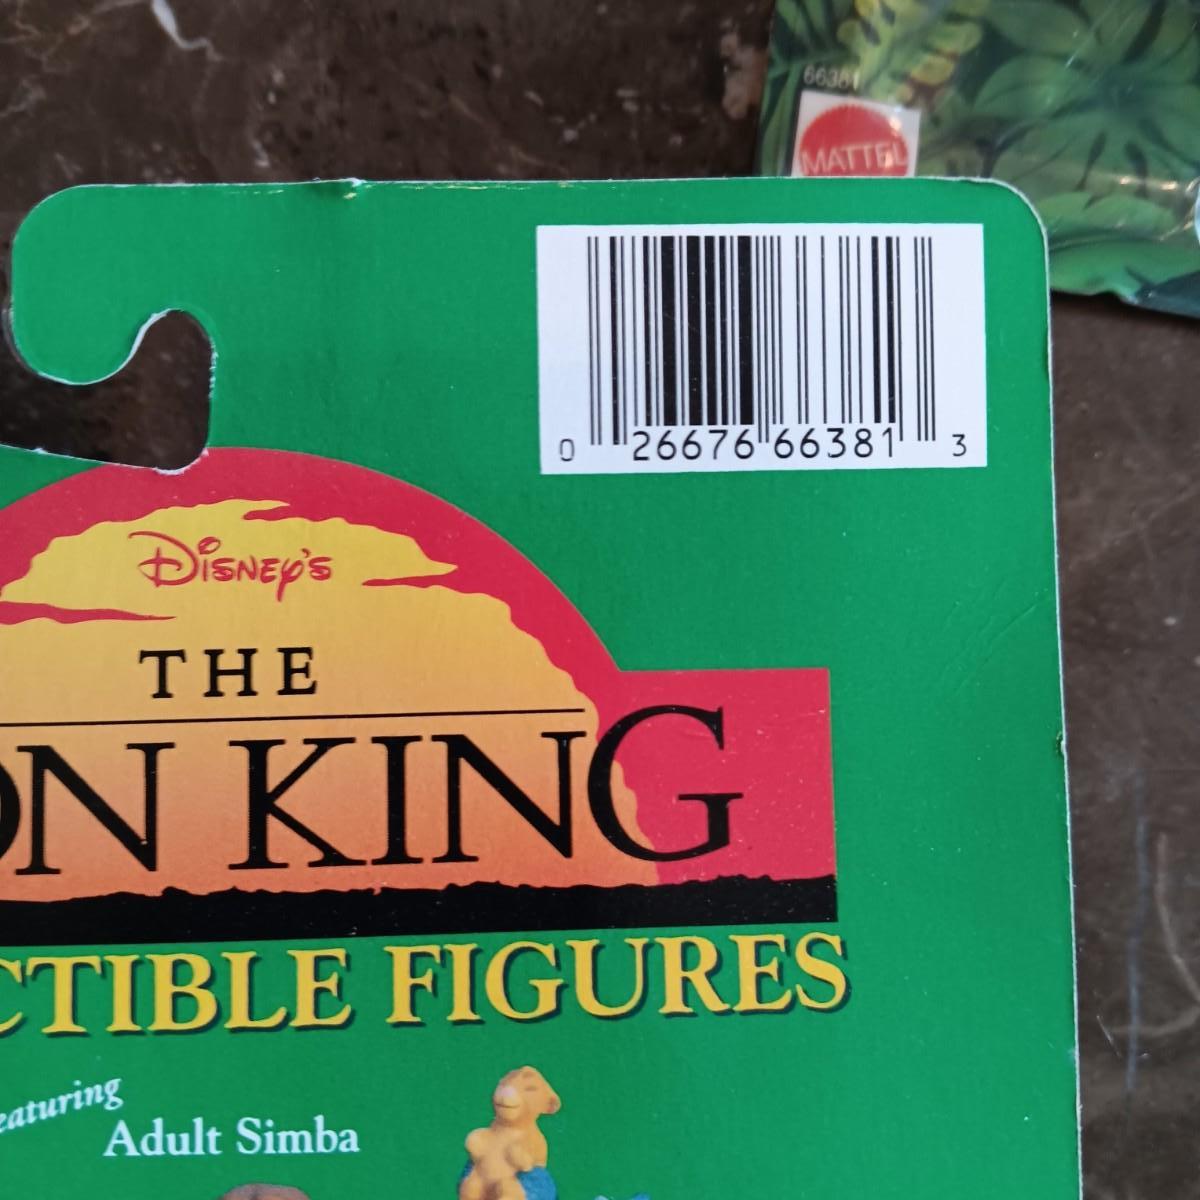 66381
MATTEL
0 26676 66381 3
DISNEY'S
THE
ON KING
CTIBLE FIGURES
eaturing
Adult Simba